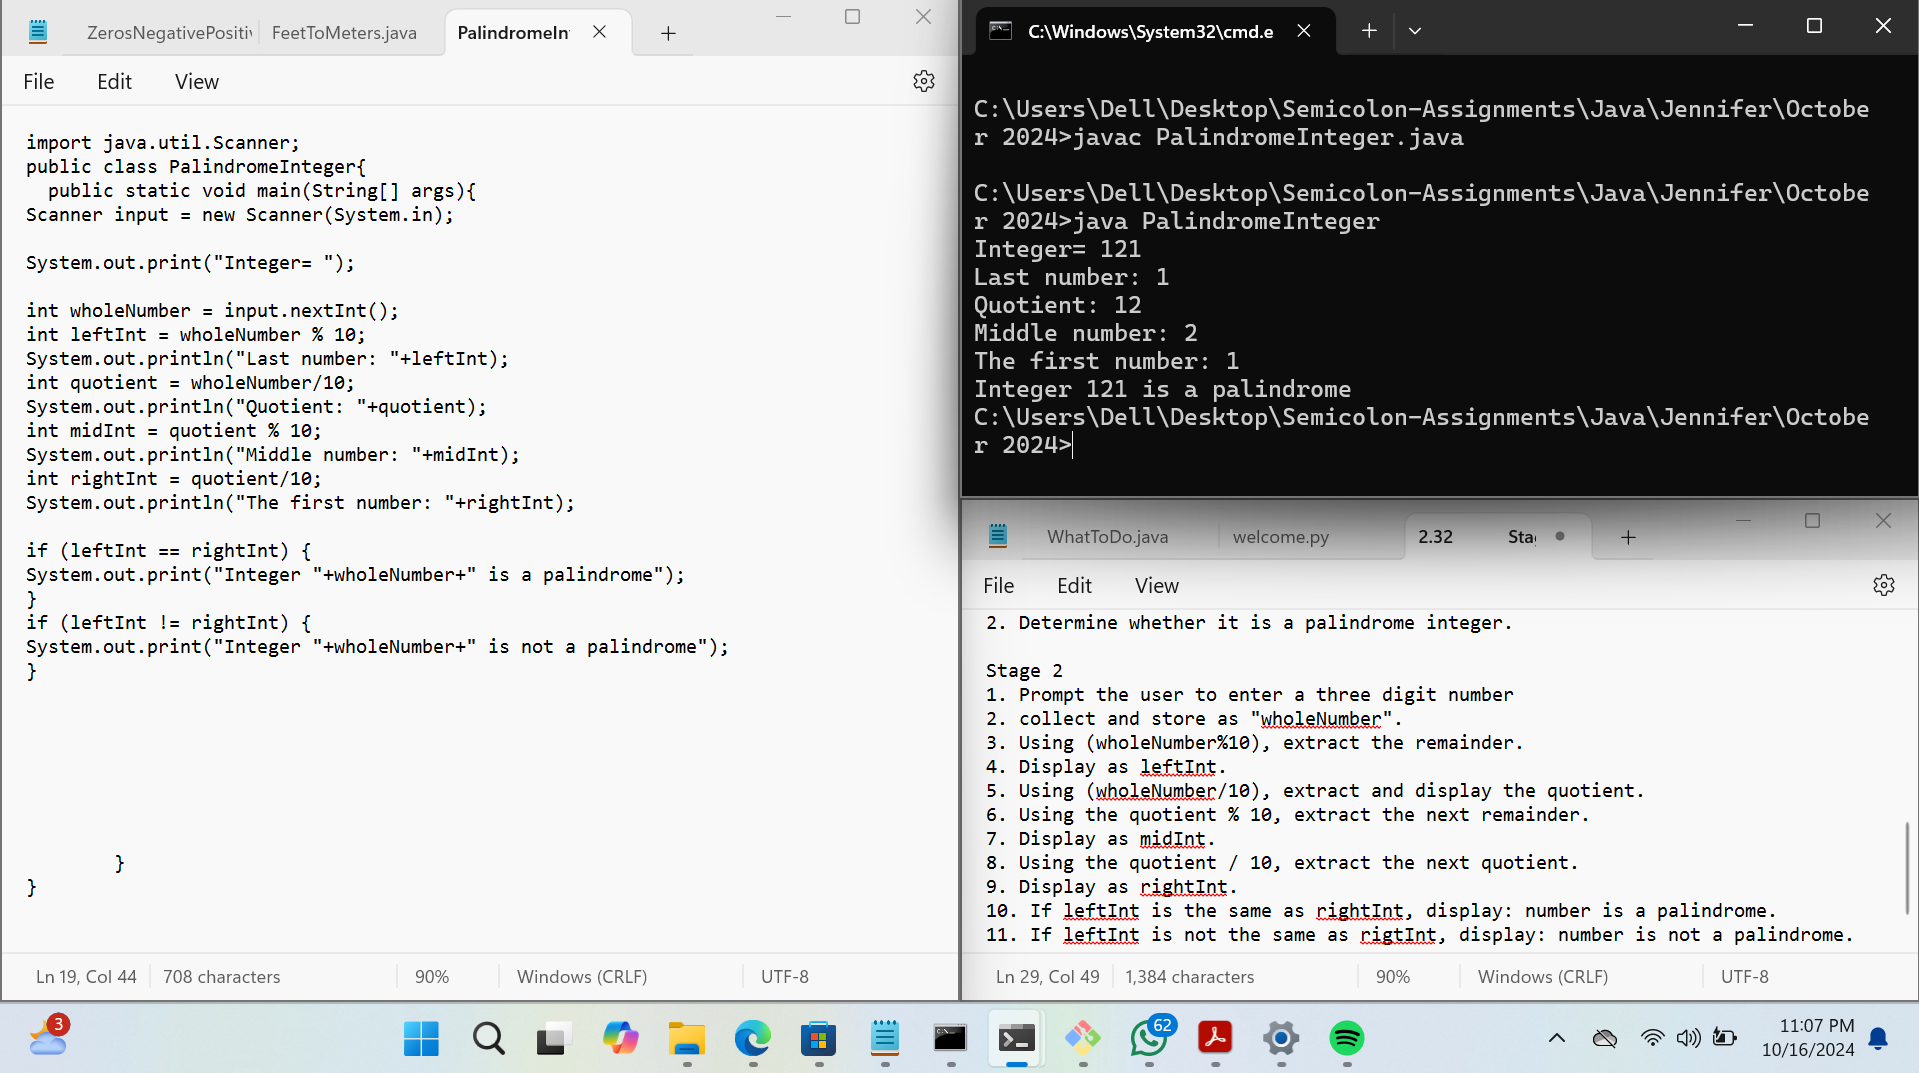 ZerosNegativePositiv
FeetToMeters.java
PalindromeIn
File Edit View
import java.util.Scanner;
public class PalindromeInteger{
public static void main(String[] args){
Scanner input = new Scanner(System.in);
System.out.print("Integer= ");
int wholeNumber = input.nextInt();
int leftInt = wholeNumber % 10;
System.out.println("Last number: "+leftInt);
int quotient = wholeNumber/10;
System.out.println("Quotient: "+quotient);
int midInt = quotient % 10;
System.out.println("Middle number: "+midInt);
int rightInt = quotient/10;
System.out.println("The first number: "+rightInt);
if (leftInt == rightInt) {
System.out.print("Integer "+wholeNumber+" is a palindrome");
}
if (leftInt != rightInt) {
System.out.print("Integer "+wholeNumber+" is not a palindrome");
}
}
}
Ln 19, Col 44 708 characters 90% Windows (CRLF) UTF-8
C:\Windows\System32\cmd.e
C:\Users\Dell\Desktop\Semicolon-Assignments\Java\Jennifer\Octobe
r 2024>javac PalindromeInteger.java
C:\Users\Dell\Desktop\Semicolon-Assignments\Java\Jennifer\Octobe
r 2024>java PalindromeInteger
Integer= 121
Last number: 1
Quotient: 12
Middle number: 2
The first number: 1
Integer 121 is a palindrome
C:\Users\Dell\Desktop\Semicolon-Assignments\Java\Jennifer\Octobe
r 2024>
WhatToDo.java
welcome.py
2.32 Sta
File Edit View
2. Determine whether it is a palindrome integer.
Stage 2
1. Prompt the user to enter a three digit number
2. collect and store as "wholeNumber".
3. Using (wholeNumber%10), extract the remainder.
4. Display as leftInt.
5. Using (wholeNumber/10), extract and display the quotient.
6. Using the quotient % 10, extract the next remainder.
7. Display as midInt.
8. Using the quotient / 10, extract the next quotient.
9. Display as rightInt.
10. If leftInt is the same as rightInt, display: number is a palindrome.
11. If leftInt is not the same as rigtInt, display: number is not a palindrome.
Ln 29, Col 49 1,384 characters 90% Windows (CRLF) UTF-8
3
62
11:07 PM
10/16/2024